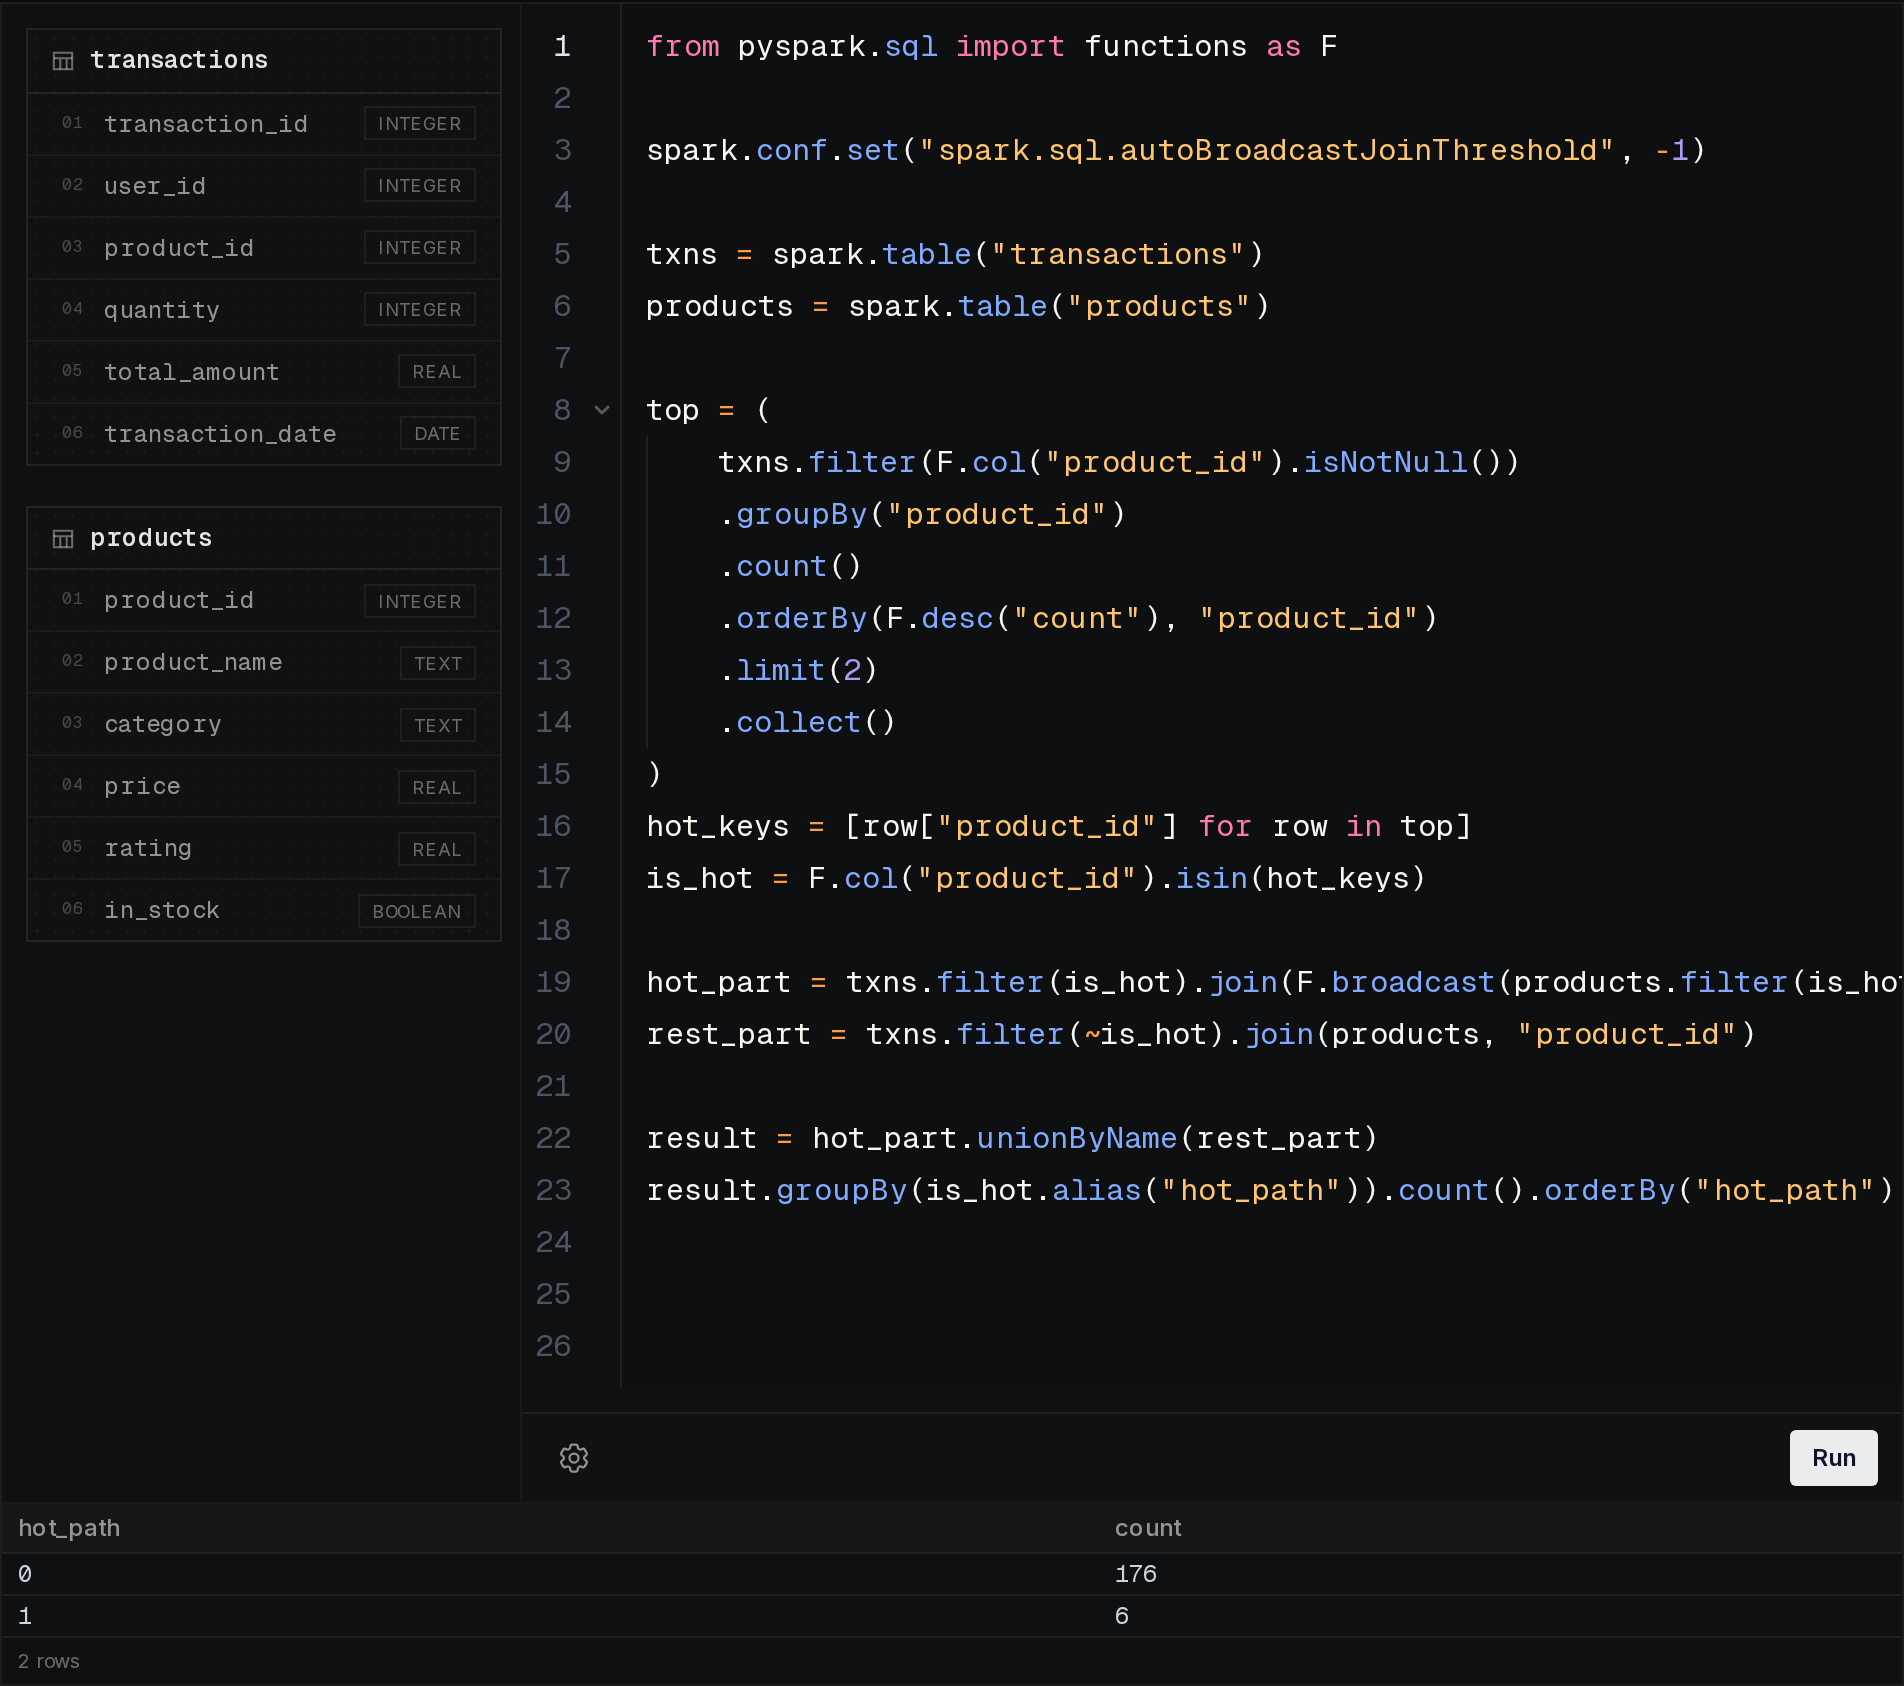 transactions
01 transaction_id INTEGER
02 user_id INTEGER
03 product_id INTEGER
04 quantity INTEGER
05 total_amount REAL
06 transaction_date DATE
products
01 product_id INTEGER
02 product_name TEXT
03 category TEXT
04 price REAL
05 rating REAL
06 in_stock BOOLEAN
1 from pyspark.sql import functions as F
2
3 spark.conf.set("spark.sql.autoBroadcastJoinThreshold", -1)
4
5 txns = spark.table("transactions")
6 products = spark.table("products")
7
8 top = (
9     txns.filter(F.col("product_id").isNotNull())
10     .groupBy("product_id")
11     .count()
12     .orderBy(F.desc("count"), "product_id")
13     .limit(2)
14     .collect()
15 )
16 hot_keys = [row["product_id"] for row in top]
17 is_hot = F.col("product_id").isin(hot_keys)
18
19 hot_part = txns.filter(is_hot).join(F.broadcast(products.filter(is_ho
20 rest_part = txns.filter(~is_hot).join(products, "product_id")
21
22 result = hot_part.unionByName(rest_part)
23 result.groupBy(is_hot.alias("hot_path")).count().orderBy("hot_path")
24
25
26
Run
hot_path count
0 176
1 6
2 rows